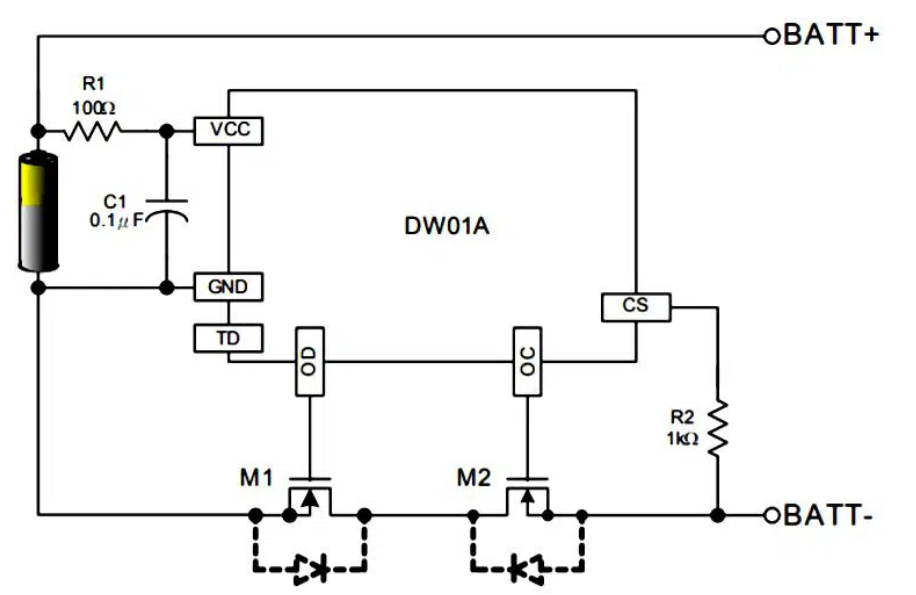 BATT+
R1
100Ω
VCC
C1
0.1μF
DW01A
GND
CS
TD
OD
OC
R2
1kΩ
M1
M2
BATT-